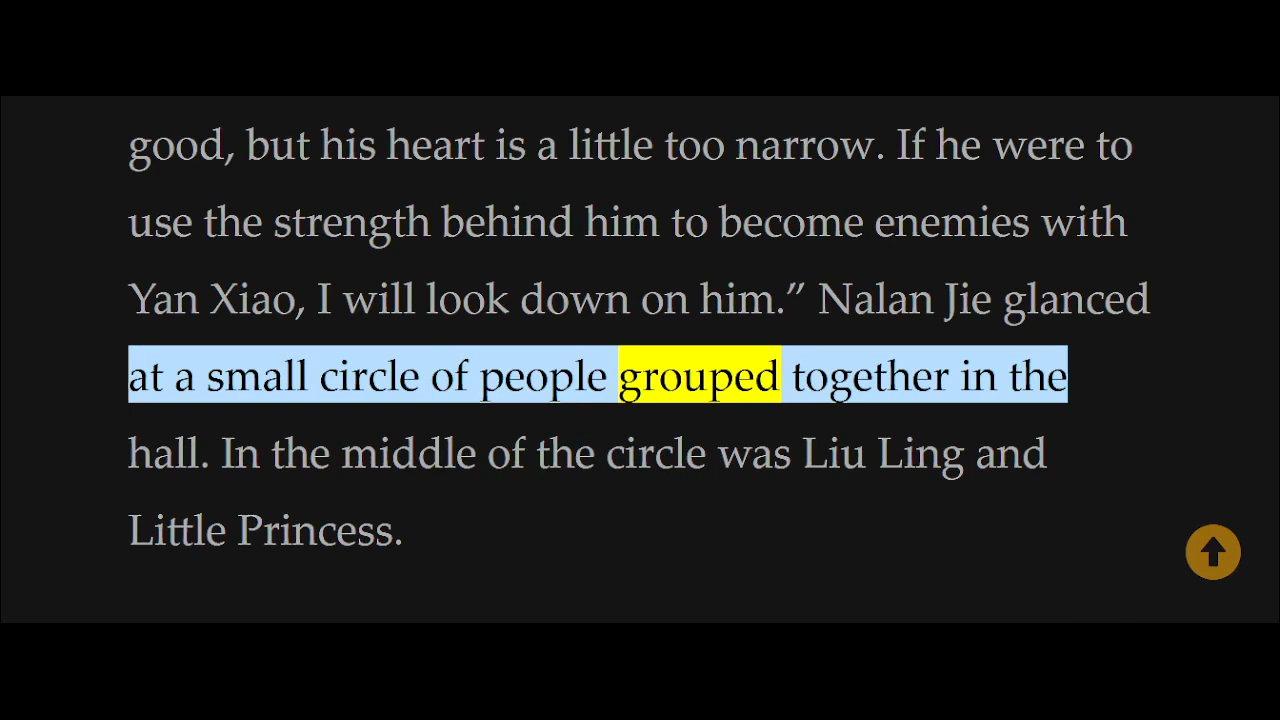 good, but his heart is a little too narrow. If he were to
use the strength behind him to become enemies with
Yan Xiao, I will look down on him.” Nalan Jie glanced
at a small circle of people grouped together in the
hall. In the middle of the circle was Liu Ling and
Little Princess.